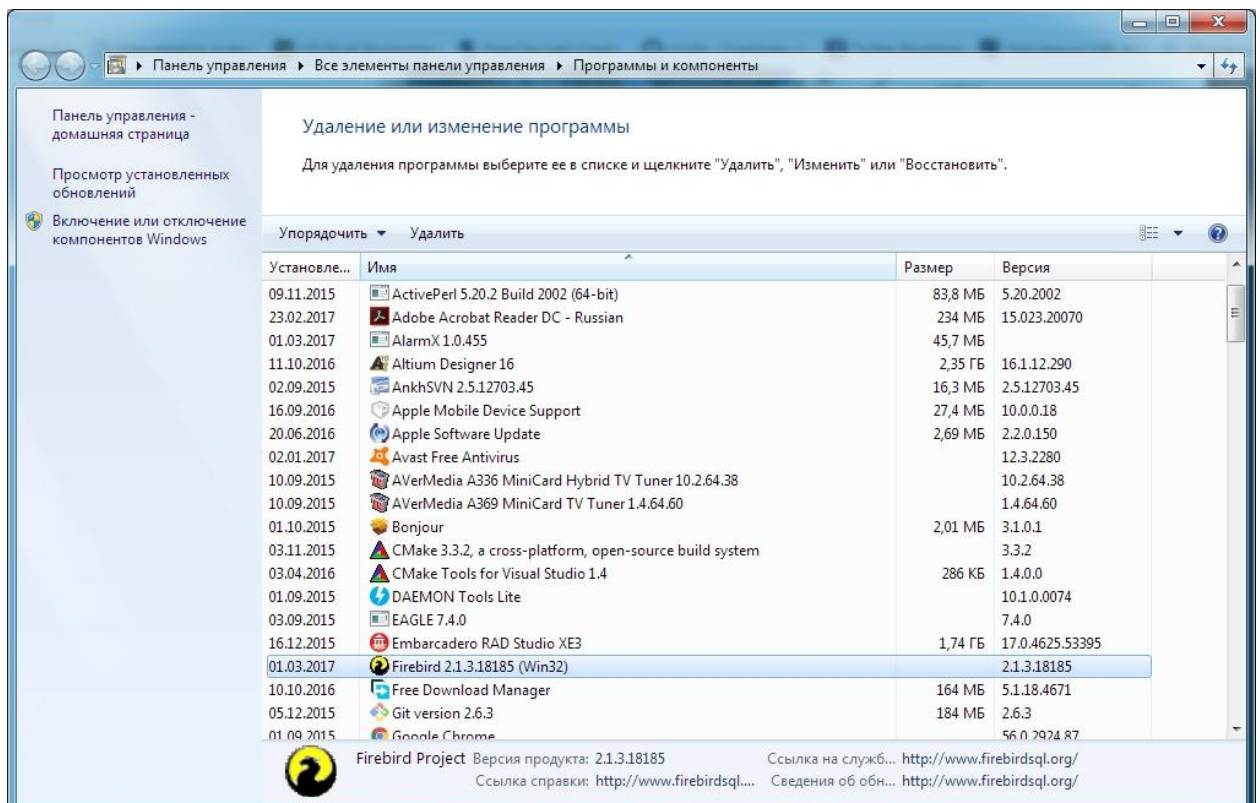 Панель управления ▸ Все элементы панели управления ▸ Программы и компоненты
Панель управления -
домашняя страница
Просмотр установленных
обновлений
Включение или отключение
компонентов Windows
Удаление или изменение программы
Для удаления программы выберите ее в списке и щелкните "Удалить", "Изменить" или "Восстановить".
Упорядочить ▾ Удалить
Установле... Имя Размер Версия
09.11.2015 ActivePerl 5.20.2 Build 2002 (64-bit) 83,8 МБ 5.20.2002
23.02.2017 Adobe Acrobat Reader DC - Russian 234 МБ 15.023.20070
01.03.2017 AlarmX 1.0.455 45,7 МБ
11.10.2016 Altium Designer 16 2,35 ГБ 16.1.12.290
02.09.2015 AnkhSVN 2.5.12703.45 16,3 МБ 2.5.12703.45
16.09.2016 Apple Mobile Device Support 27,4 МБ 10.0.0.18
20.06.2016 Apple Software Update 2,69 МБ 2.2.0.150
02.01.2017 Avast Free Antivirus 12.3.2280
10.09.2015 AVerMedia A336 MiniCard Hybrid TV Tuner 10.2.64.38 10.2.64.38
10.09.2015 AVerMedia A369 MiniCard TV Tuner 1.4.64.60 1.4.64.60
01.10.2015 Bonjour 2,01 МБ 3.1.0.1
03.11.2015 CMake 3.3.2, a cross-platform, open-source build system 3.3.2
03.04.2016 CMake Tools for Visual Studio 1.4 286 КБ 1.4.0.0
01.09.2015 DAEMON Tools Lite 10.1.0.0074
03.09.2015 EAGLE 7.4.0 7.4.0
16.12.2015 Embarcadero RAD Studio XE3 1,74 ГБ 17.0.4625.53395
01.03.2017 Firebird 2.1.3.18185 (Win32) 2.1.3.18185
10.10.2016 Free Download Manager 164 МБ 5.1.18.4671
05.12.2015 Git version 2.6.3 184 МБ 2.6.3
01.09.2015 Google Chrome 56.0.2924.87
Firebird Project Версия продукта: 2.1.3.18185 Ссылка на служб... http://www.firebirdsql.org/
Ссылка справки: http://www.firebirdsql.... Сведения об обн... http://www.firebirdsql.org/